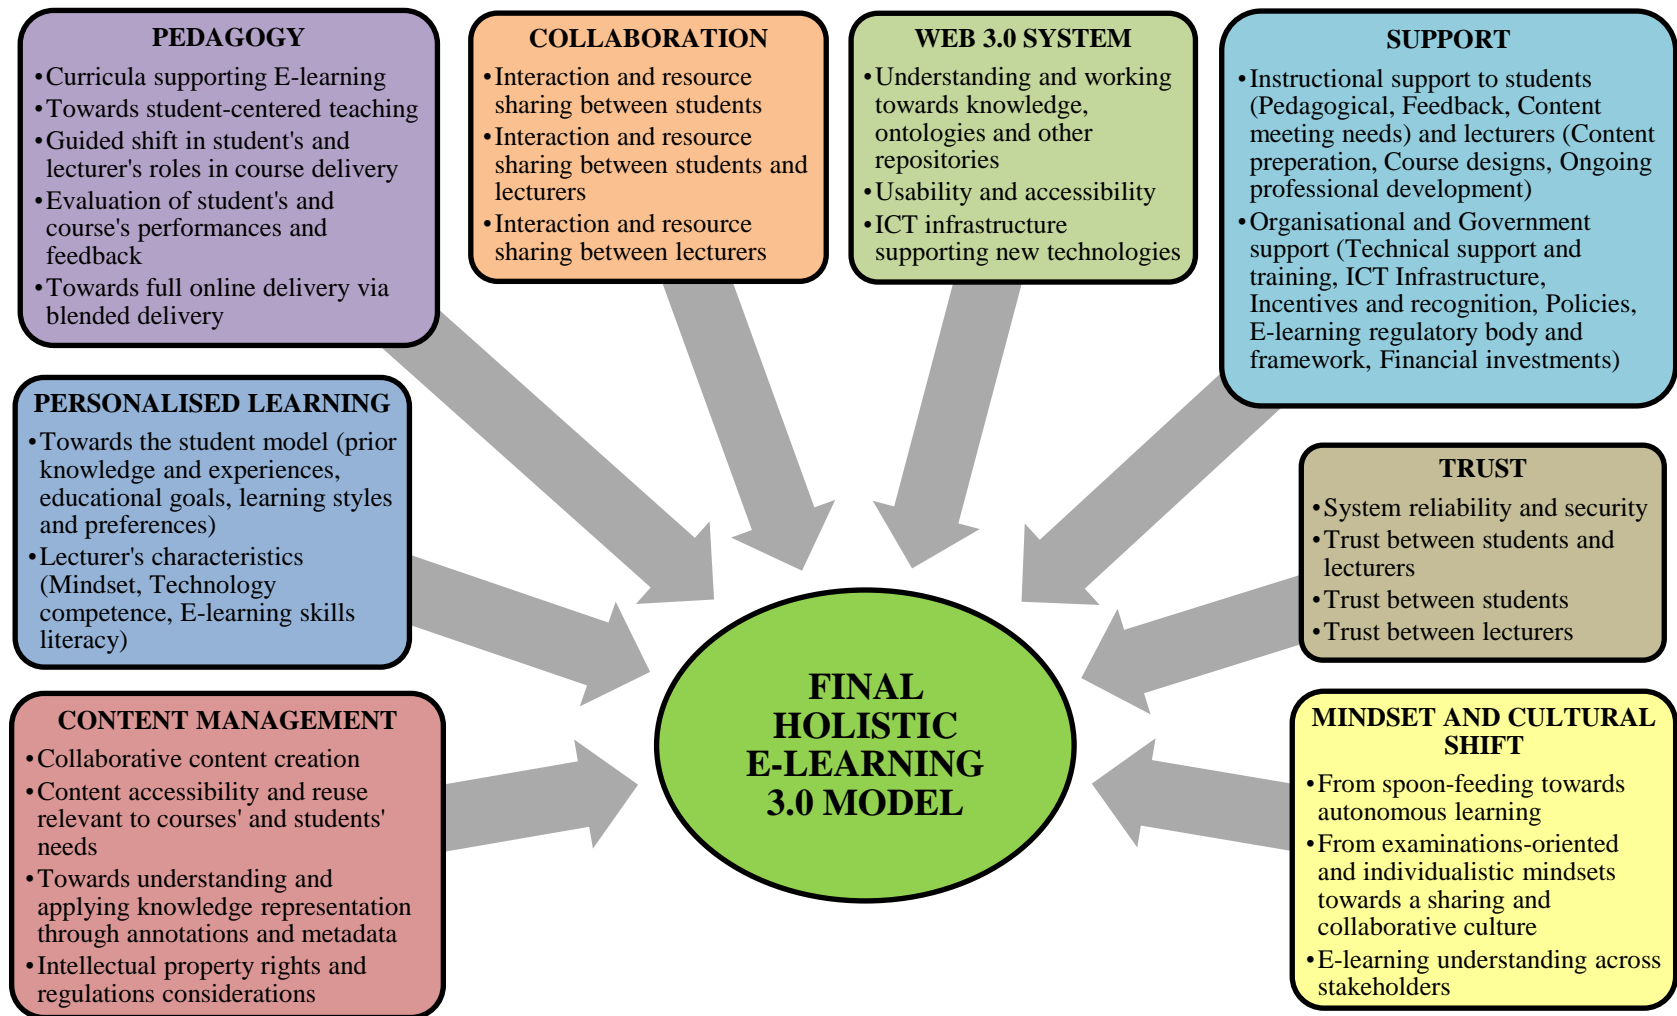 PEDAGOGY
•Curricula supporting E-learning
•Towards student-centered teaching
•Guided shift in student's and
lecturer's roles in course delivery
•Evaluation of student's and
course's performances and
feedback
•Towards full online delivery via
blended delivery
COLLABORATION
•Interaction and resource
sharing between students
•Interaction and resource
sharing between students and
lecturers
•Interaction and resource
sharing between lecturers
WEB 3.0 SYSTEM
•Understanding and working
towards knowledge,
ontologies and other
repositories
•Usability and accessibility
•ICT infrastructure
supporting new technologies
SUPPORT
•Instructional support to students
(Pedagogical, Feedback, Content
meeting needs) and lecturers (Content
preperation, Course designs, Ongoing
professional development)
•Organisational and Government
support (Technical support and
training, ICT Infrastructure,
Incentives and recognition, Policies,
E-learning regulatory body and
framework, Financial investments)
PERSONALISED LEARNING
•Towards the student model (prior
knowledge and experiences,
educational goals, learning styles
and preferences)
•Lecturer's characteristics
(Mindset, Technology
competence, E-learning skills
literacy)
TRUST
•System reliability and security
•Trust between students and
lecturers
•Trust between students
•Trust between lecturers
CONTENT MANAGEMENT
•Collaborative content creation
•Content accessibility and reuse
relevant to courses' and students'
needs
•Towards understanding and
applying knowledge representation
through annotations and metadata
•Intellectual property rights and
regulations considerations
FINAL
HOLISTIC
E-LEARNING
3.0 MODEL
MINDSET AND CULTURAL
SHIFT
•From spoon-feeding towards
autonomous learning
•From examinations-oriented
and individualistic mindsets
towards a sharing and
collaborative culture
•E-learning understanding across
stakeholders